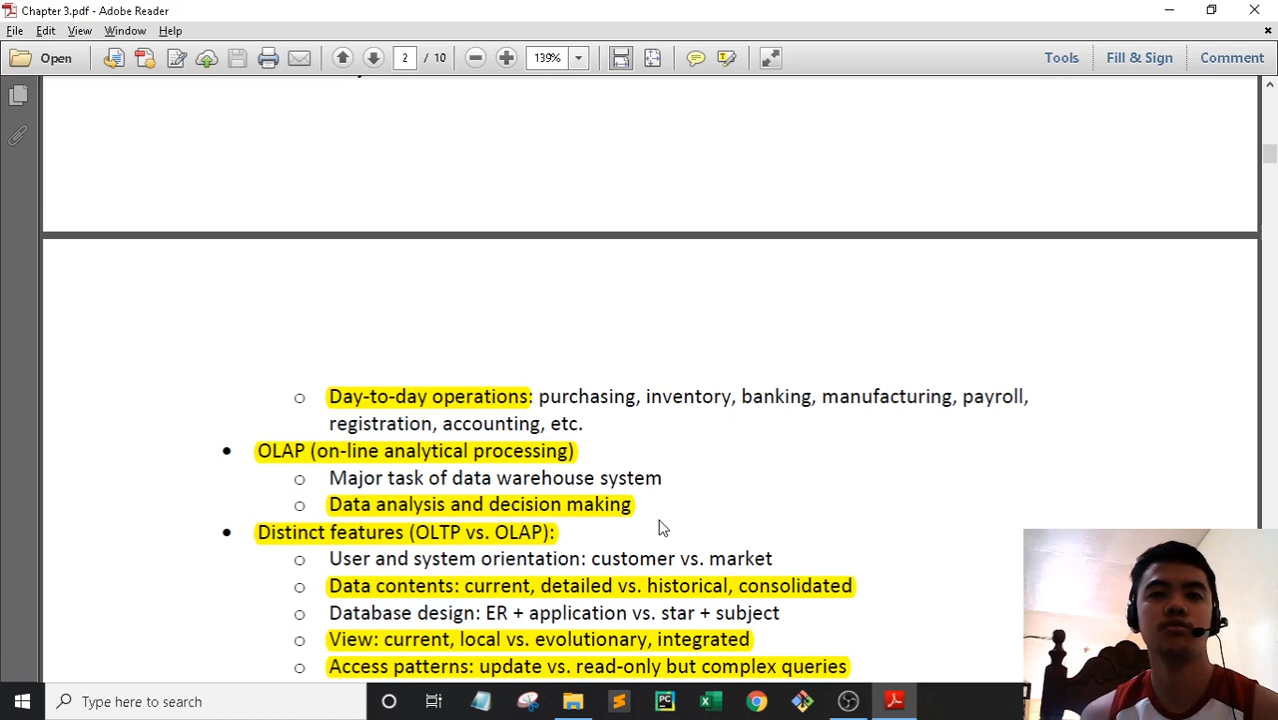 Chapter 3.pdf - Adobe Reader
File Edit View Window Help
Open 2 / 10 139% Tools Fill & Sign Comment
o Day-to-day operations: purchasing, inventory, banking, manufacturing, payroll,
registration, accounting, etc.
• OLAP (on-line analytical processing)
o Major task of data warehouse system
o Data analysis and decision making
• Distinct features (OLTP vs. OLAP):
o User and system orientation: customer vs. market
o Data contents: current, detailed vs. historical, consolidated
o Database design: ER + application vs. star + subject
o View: current, local vs. evolutionary, integrated
o Access patterns: update vs. read-only but complex queries
Type here to search
PC